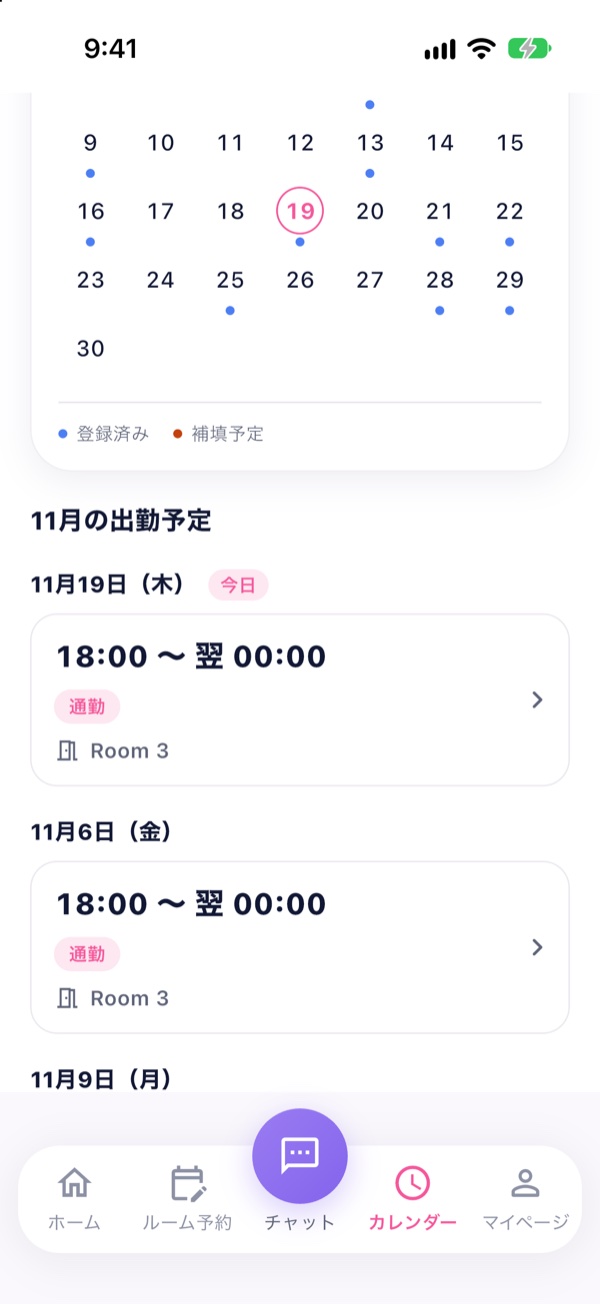 9:41
9 10 11 12 13 14 15
16 17 18 19 20 21 22
23 24 25 26 27 28 29
30
登録済み 補填予定
11月の出勤予定
11月19日（木） 今日
18:00 〜 翌 00:00
通勤
Room 3
11月6日（金）
18:00 〜 翌 00:00
通勤
Room 3
11月9日（月）
ホーム ルーム予約 チャット カレンダー マイページ